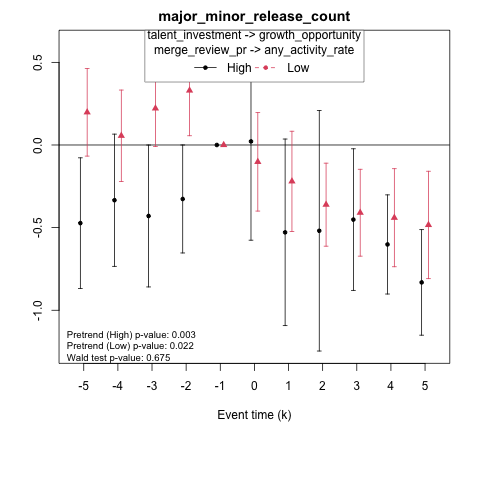 major_minor_release_count
talent_investment -> growth_opportunity
merge_review_pr -> any_activity_rate
High Low
0.5
0.0
-0.5
-1.0
Pretrend (High) p-value: 0.003
Pretrend (Low) p-value: 0.022
Wald test p-value: 0.675
-5 -4 -3 -2 -1 0 1 2 3 4 5
Event time (k)